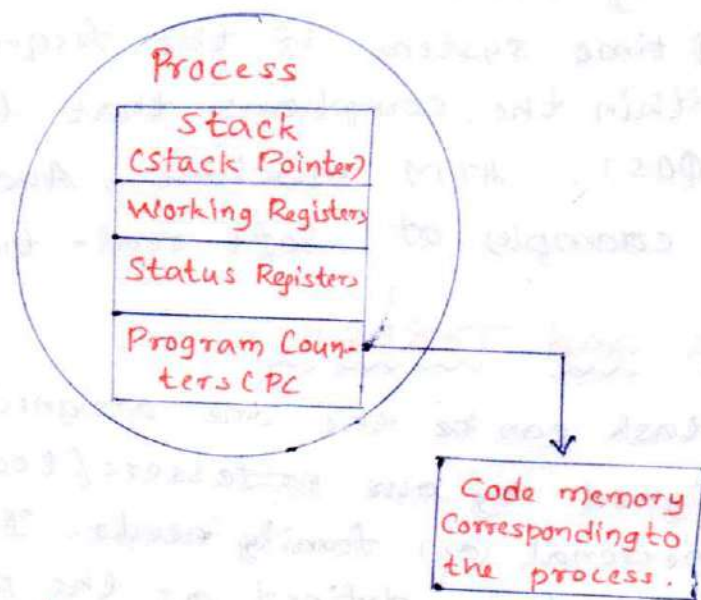 Process
Stack
(Stack Pointer)
Working Registers
Status Registers
Program Coun-
ters (PC
Code memory
Corresponding to
the process.